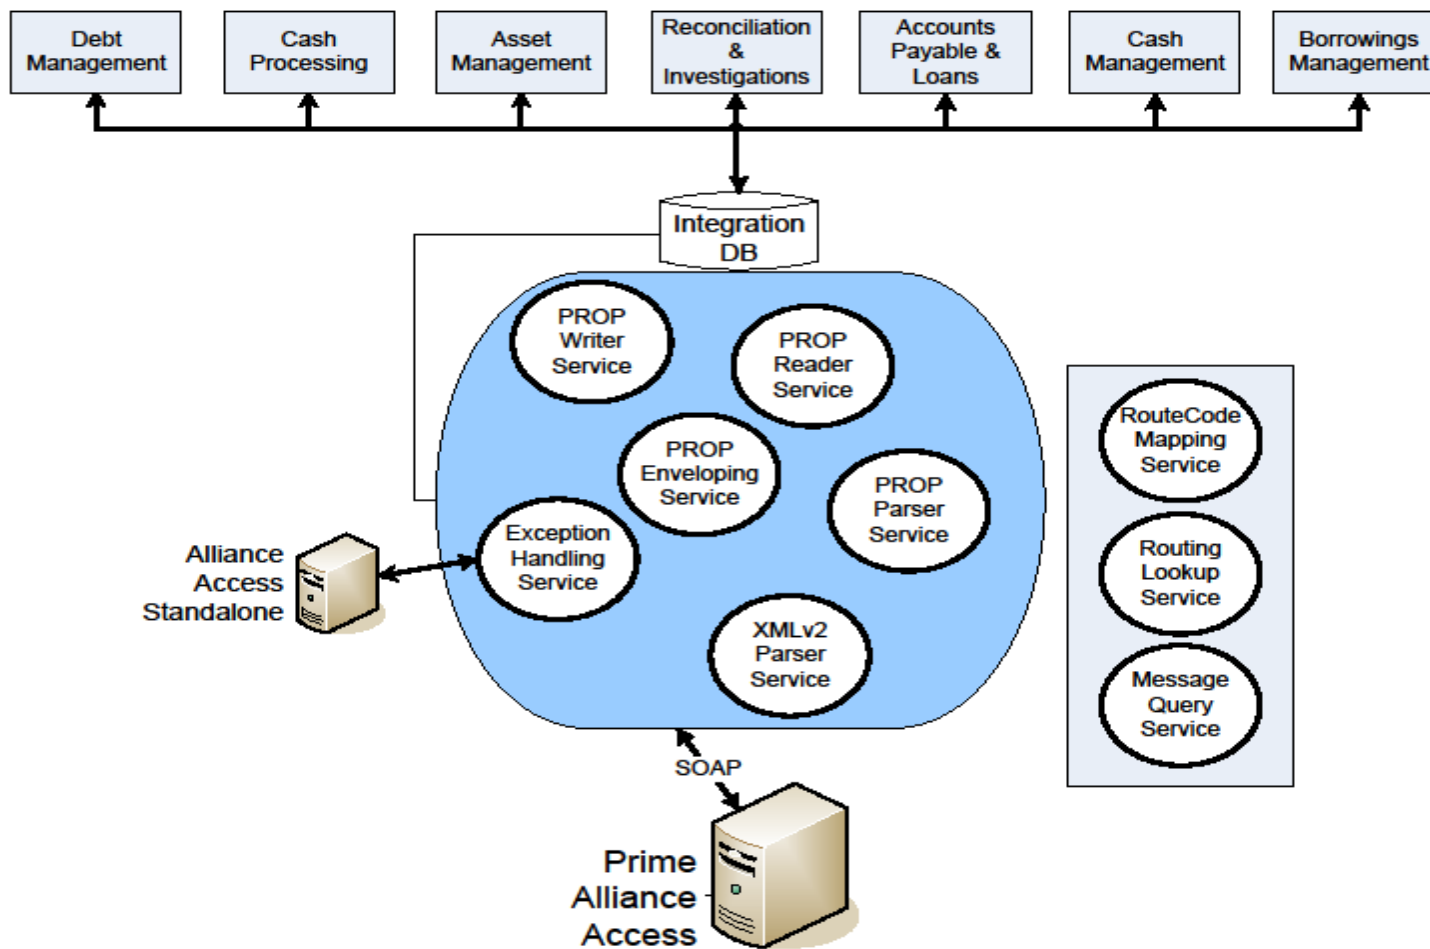 Debt
Management
Cash
Processing
Asset
Management
Reconciliation
&
Investigations
Accounts
Payable &
Loans
Cash
Management
Borrowings
Management
Integration
DB
PROP
Writer
Service
PROP
Reader
Service
PROP
Enveloping
Service
PROP
Parser
Service
Exception
Handling
Service
XMLv2
Parser
Service
RouteCode
Mapping
Service
Routing
Lookup
Service
Message
Query
Service
Alliance
Access
Standalone
SOAP
Prime
Alliance
Access